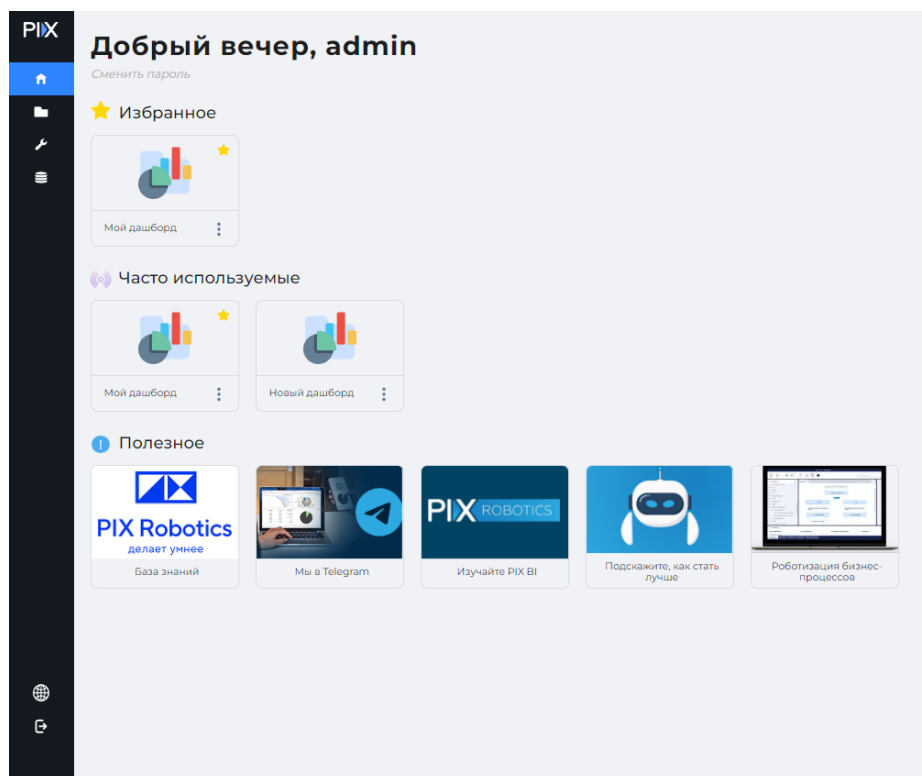 PIX
Добрый вечер, admin
Сменить пароль
Избранное
Мой дашборд
Часто используемые
Мой дашборд
Новый дашборд
Полезное
PIX Robotics
делает умнее
База знаний
Мы в Telegram
PIX ROBOTICS
Изучайте PIX BI
Подскажите, как стать
лучше
Роботизация бизнес-
процессов